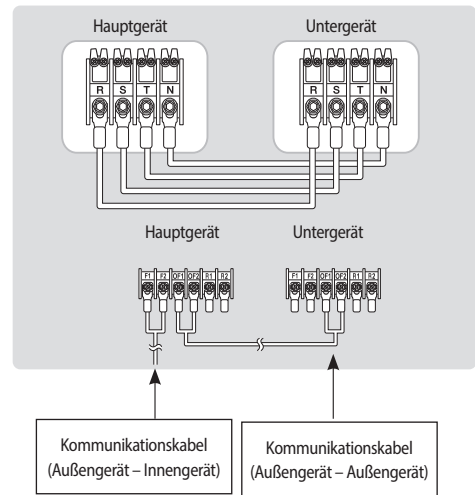 Hauptgerät Untergerät
R S T N R S T N
Hauptgerät Untergerät
F1 F2 OF1 OF2 R1 R2 F1 F2 OF1 OF2 R1 R2
Kommunikationskabel
(Außengerät – Innengerät)
Kommunikationskabel
(Außengerät – Außengerät)